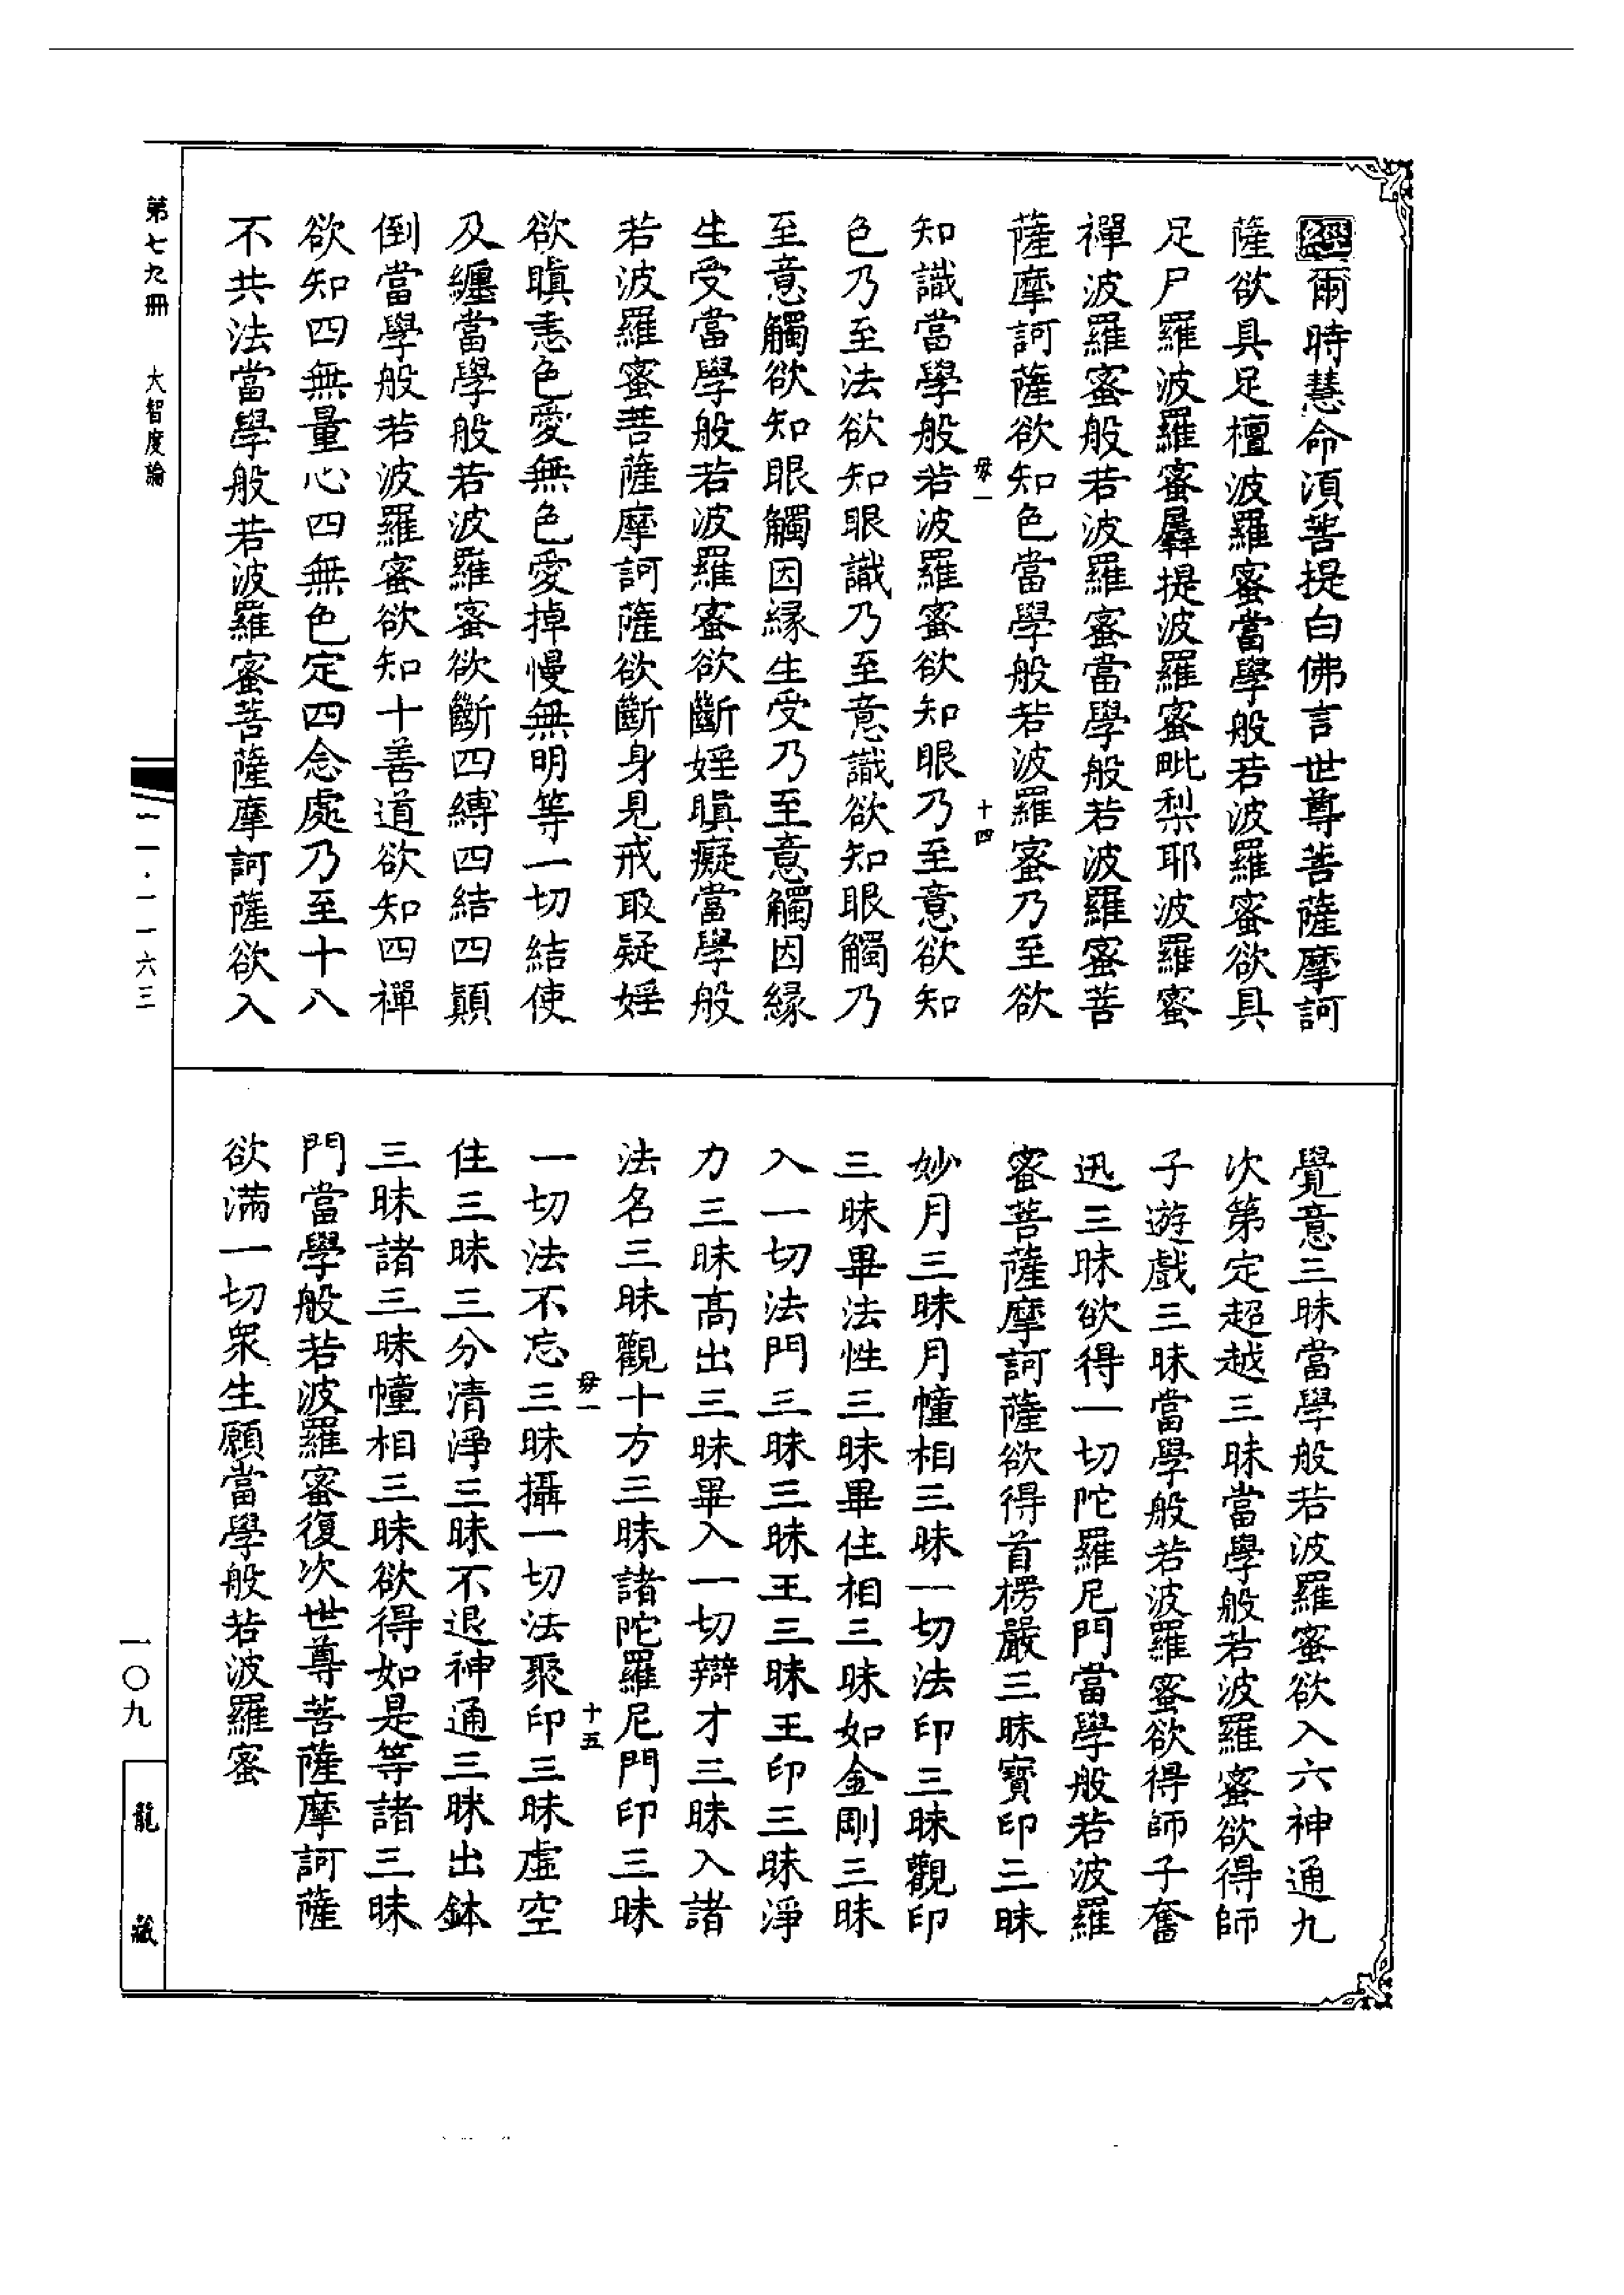 經爾時慧命須菩提白佛言世尊菩薩摩訶
薩欲具足檀波羅蜜當學般若波羅蜜欲具
足尸羅波羅蜜羼提波羅蜜毗梨耶波羅蜜
禪波羅蜜般若波羅蜜當學般若波羅蜜菩
薩摩訶薩欲知色當學般若波羅蜜乃至欲
毋一
十四
知識當學般若波羅蜜欲知眼乃至意欲知
色乃至法欲知眼識乃至意識欲知眼觸乃
至意觸欲知眼觸因緣生受乃至意觸因緣
生受當學般若波羅蜜欲斷婬瞋癡當學般
若波羅蜜菩薩摩訶薩欲斷身見戒取疑婬
欲瞋恚色愛無色愛掉慢無明等一切結使
及纏當學般若波羅蜜欲斷四縛四結四顛
倒當學般若波羅蜜欲知十善道欲知四禪
欲知四無量心四無色定四念處乃至十八
不共法當學般若波羅蜜菩薩摩訶薩欲入
覺意三昧當學般若波羅蜜欲入六神通九
次第定超越三昧當學般若波羅蜜欲得師
子遊戲三昧當學般若波羅蜜欲得師子奮
迅三昧欲得一切陀羅尼門當學般若波羅
蜜菩薩摩訶薩欲得首楞嚴三昧寶印三昧
妙月三昧月幢相三昧一切法印三昧觀印
三昧畢法性三昧畢住相三昧如金剛三昧
入一切法門三昧三昧王三昧王印三昧淨
力三昧高出三昧畢入一切辯才三昧入諸
法名三昧觀十方三昧諸陀羅尼門印三昧
毋一
十五
一切法不忘三昧攝一切法聚印三昧虛空
住三昧三分清淨三昧不退神通三昧出鉢
三昧諸三昧幢相三昧欲得如是等諸三昧
門當學般若波羅蜜復次世尊菩薩摩訶薩
欲滿一切衆生願當學般若波羅蜜
第七九冊 大智度論
一一·一一六三
一〇九
龍藏